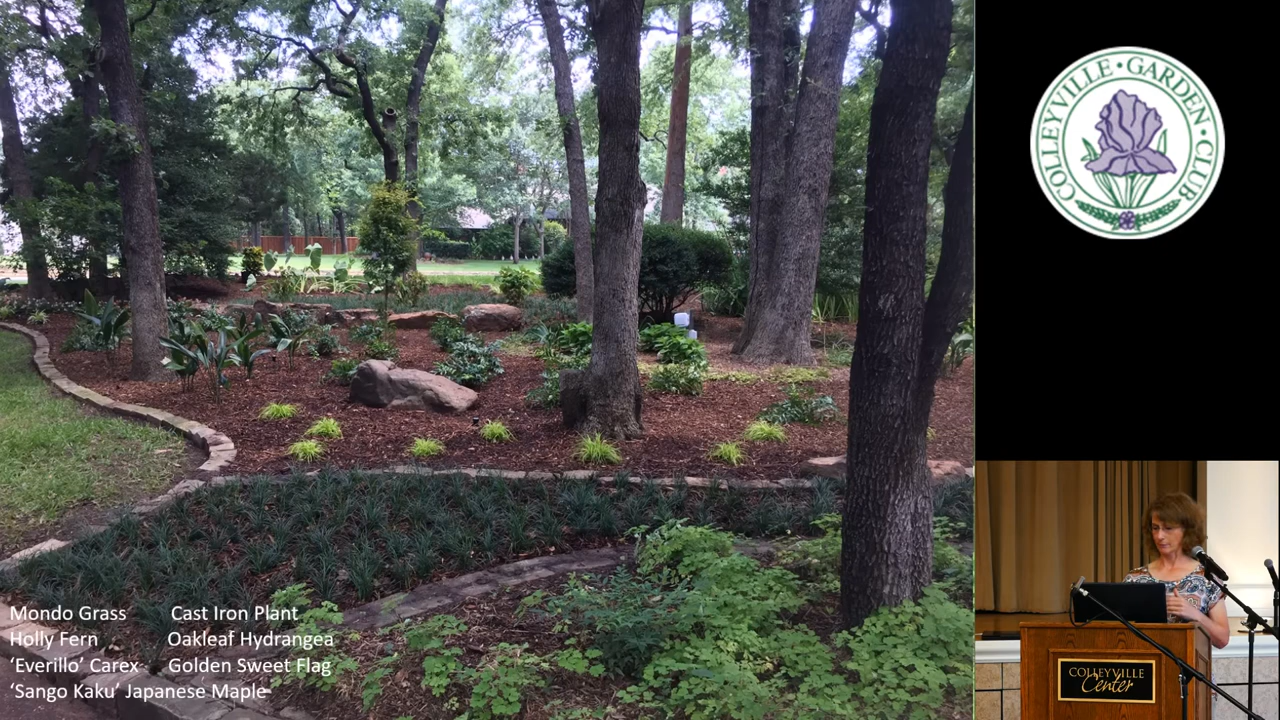 COLLEYVILLE • GARDEN • CLUB
Mondo Grass Cast Iron Plant
Holly Fern Oakleaf Hydrangea
‘Everillo’ Carex Golden Sweet Flag
‘Sango Kaku’ Japanese Maple
COLLEYVILLE
Center